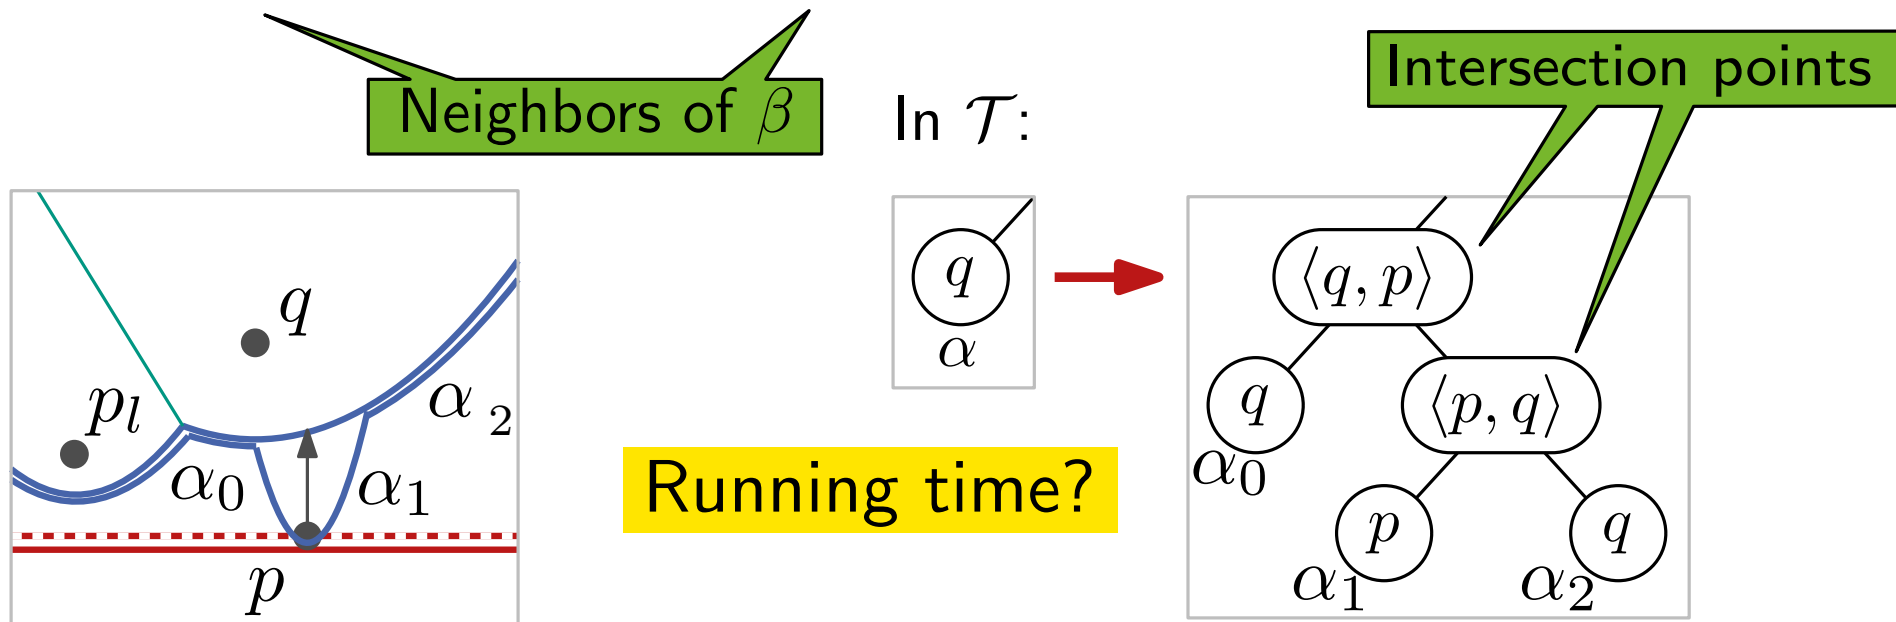 Neighbors of β
In 𝒯:
Intersection points
q
p_l
α_0
α_1
α_2
p
q
α
Running time?
⟨q, p⟩
q
α_0
⟨p, q⟩
p
α_1
q
α_2